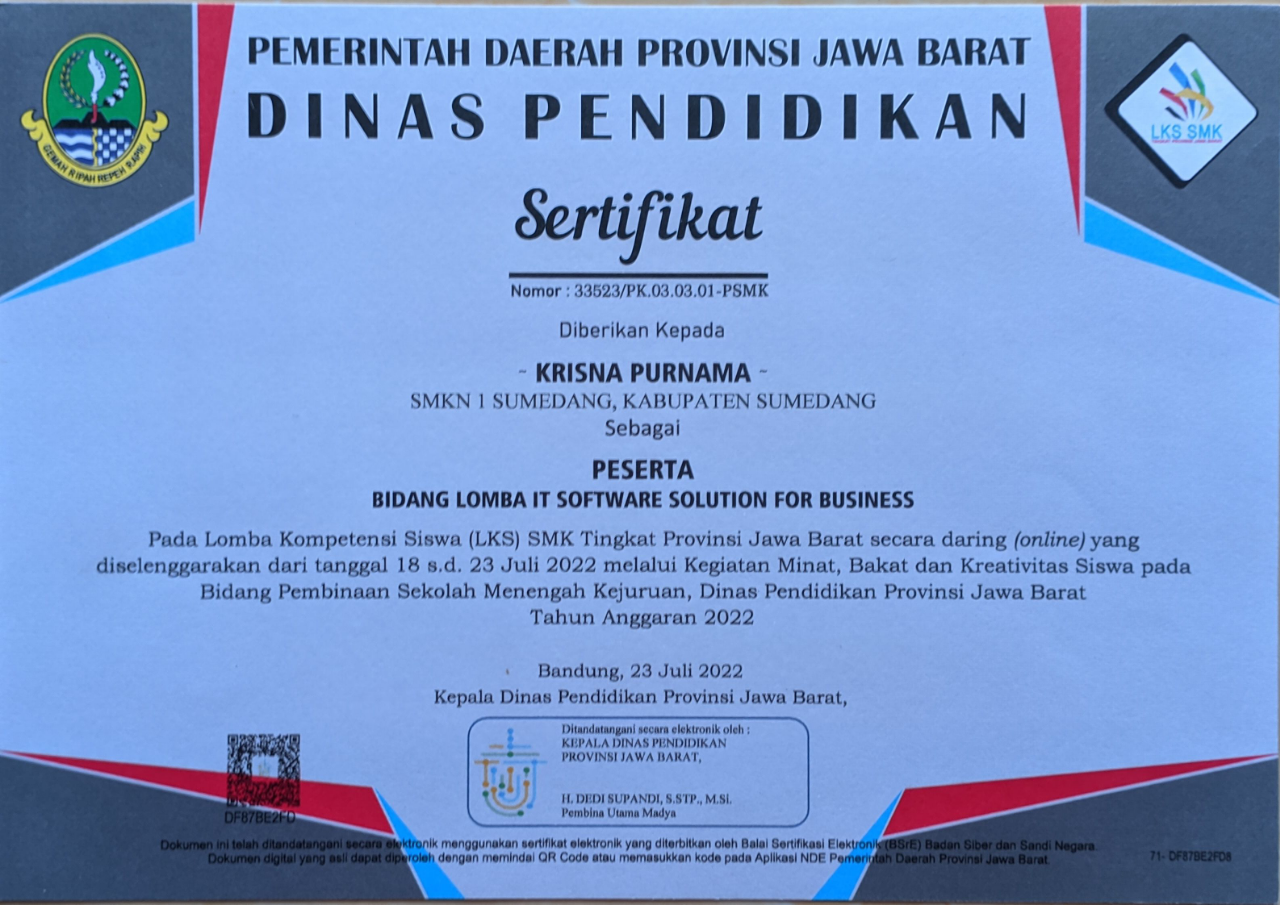 PEMERINTAH DAERAH PROVINSI JAWA BARAT
DINAS PENDIDIKAN
GEMAH RIPAH REPEH RAPIH
LKS SMK
TINGKAT PROVINSI JAWA BARAT
Sertifikat
Nomor : 33523/PK.03.03.01-PSMK
Diberikan Kepada
~ KRISNA PURNAMA ~
SMKN 1 SUMEDANG, KABUPATEN SUMEDANG
Sebagai
PESERTA
BIDANG LOMBA IT SOFTWARE SOLUTION FOR BUSINESS
Pada Lomba Kompetensi Siswa (LKS) SMK Tingkat Provinsi Jawa Barat secara daring (online) yang
diselenggarakan dari tanggal 18 s.d. 23 Juli 2022 melalui Kegiatan Minat, Bakat dan Kreativitas Siswa pada
Bidang Pembinaan Sekolah Menengah Kejuruan, Dinas Pendidikan Provinsi Jawa Barat
Tahun Anggaran 2022
Bandung, 23 Juli 2022
Kepala Dinas Pendidikan Provinsi Jawa Barat,
Ditandatangani secara elektronik oleh :
KEPALA DINAS PENDIDIKAN
PROVINSI JAWA BARAT,
H. DEDI SUPANDI, S.STP., M.Si.
Pembina Utama Madya
DF87BE2FD
Dokumen ini telah ditandatangani secara elektronik menggunakan sertifikat elektronik yang diterbitkan oleh Balai Sertifikasi Elektronik (BSrE) Badan Siber dan Sandi Negara.
Dokumen digital yang asli dapat diperoleh dengan memindai QR Code atau memasukkan kode pada Aplikasi NDE Pemerintah Daerah Provinsi Jawa Barat.
71- DF87BE2FD8